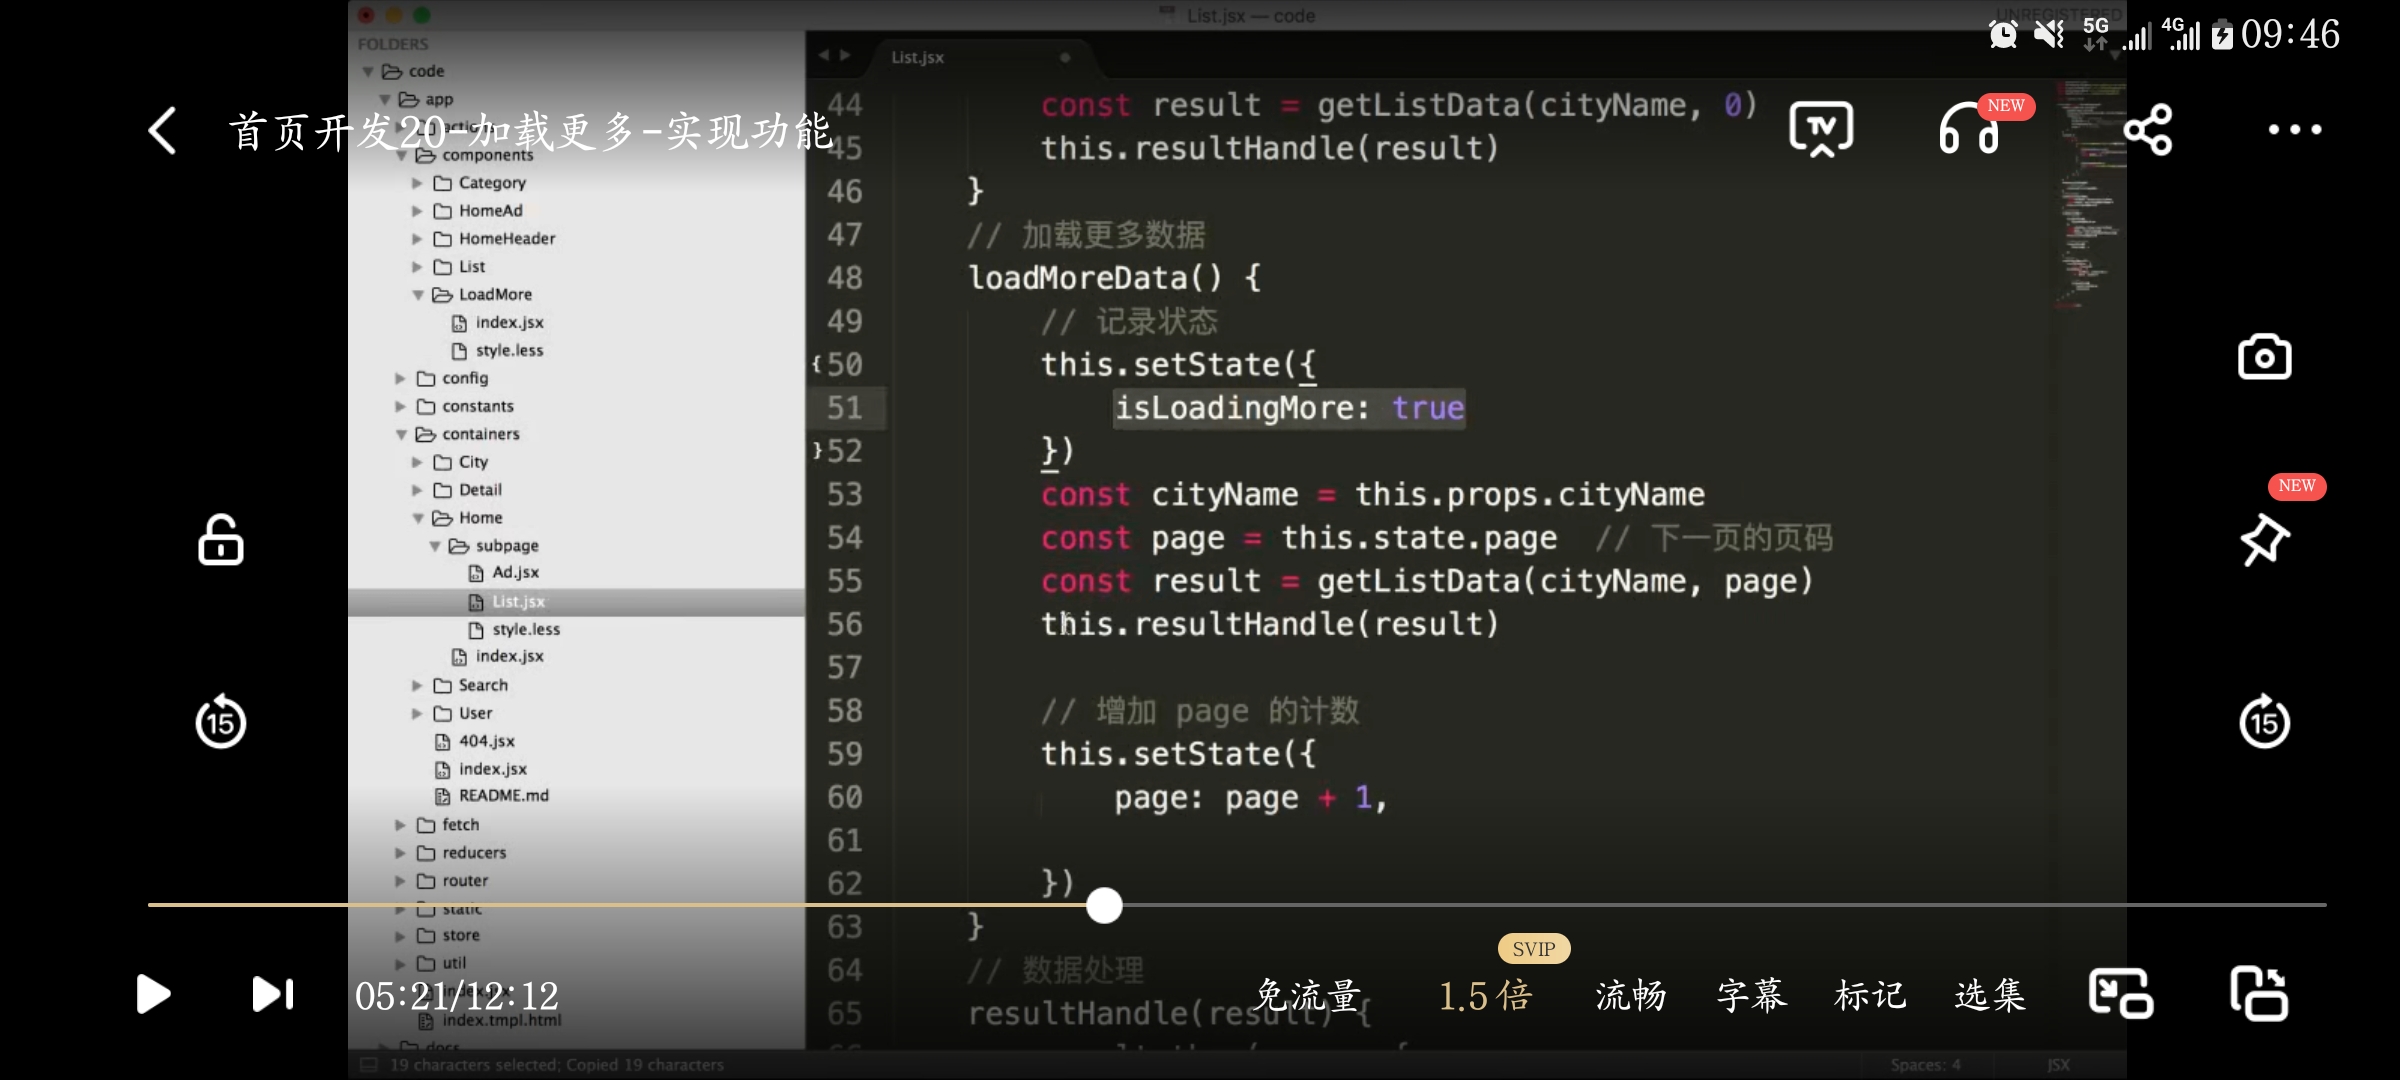 List.jsx — code
UNREGISTERED
5G
4G
09:46
首页开发20-加载更多-实现功能
NEW
FOLDERS
code
app
components
Category
HomeAd
HomeHeader
List
LoadMore
index.jsx
style.less
config
constants
containers
City
Detail
Home
subpage
Ad.jsx
List.jsx
style.less
index.jsx
Search
User
404.jsx
index.jsx
README.md
fetch
reducers
router
static
store
util
index.jsx
index.tmpl.html
docs
List.jsx
44 const result = getListData(cityName, 0)
45 this.resultHandle(result)
46 }
47 // 加载更多数据
48 loadMoreData() {
49 // 记录状态
50 this.setState({
51 isLoadingMore: true
52 })
53 const cityName = this.props.cityName
54 const page = this.state.page // 下一页的页码
55 const result = getListData(cityName, page)
56 this.resultHandle(result)
57
58 // 增加 page 的计数
59 this.setState({
60 page: page + 1,
61
62 })
63 }
64 // 数据处理
65 resultHandle(result) {
NEW
15
15
05:21/12:12
免流量
SVIP
1.5倍
流畅
字幕
标记
选集
19 characters selected; Copied 19 characters
Spaces: 4
JSX